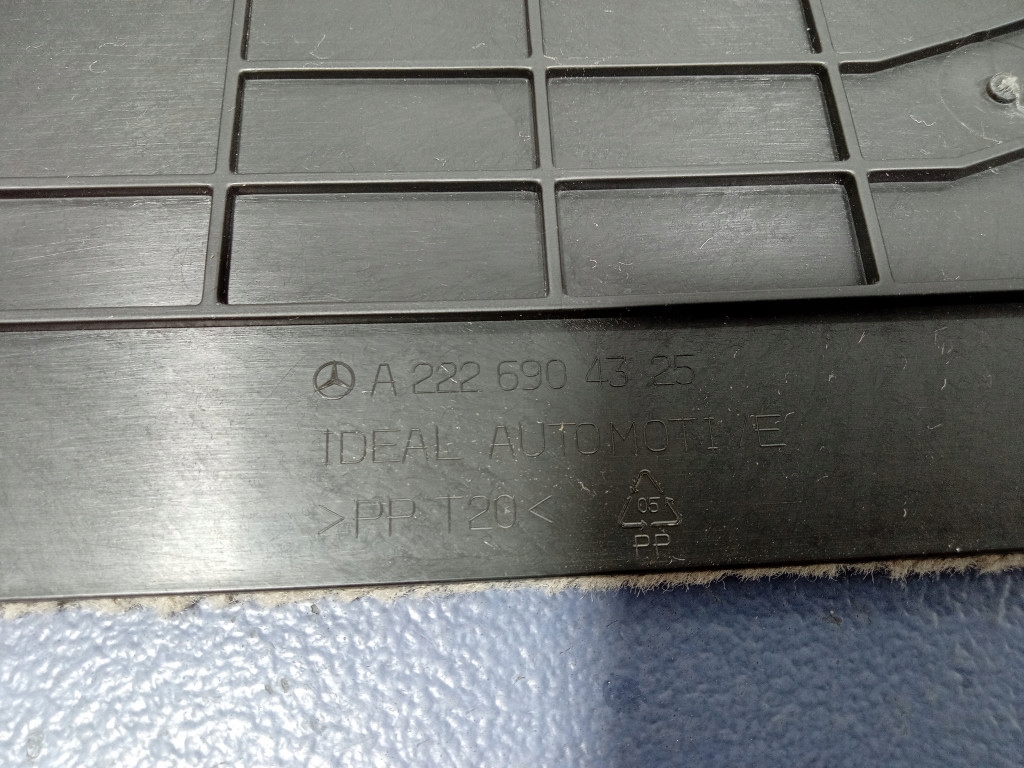 A 222 690 43 25
IDEAL AUTOMOTIVE
>PP T20<
05
PP